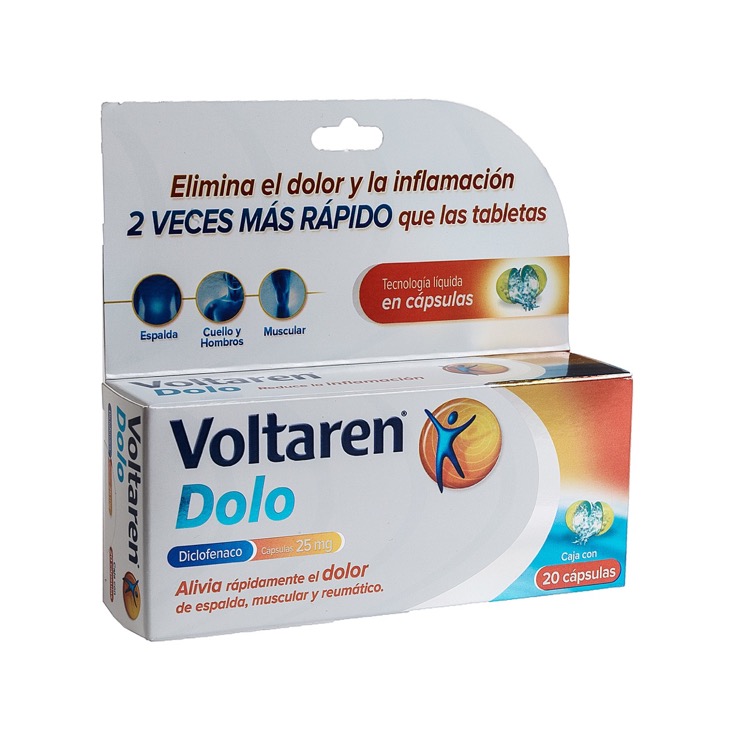 Elimina el dolor y la inflamación
2 VECES MÁS RÁPIDO que las tabletas
Tecnología líquida
en cápsulas
Espalda
Cuello y
Hombros
Muscular
Voltaren
Dolo
Reduce la inflamación
Voltaren
Dolo
Voltaren®
Dolo
Diclofenaco
Cápsulas 25 mg
Alivia rápidamente el dolor
de espalda, muscular y reumático.
Caja con
20 cápsulas